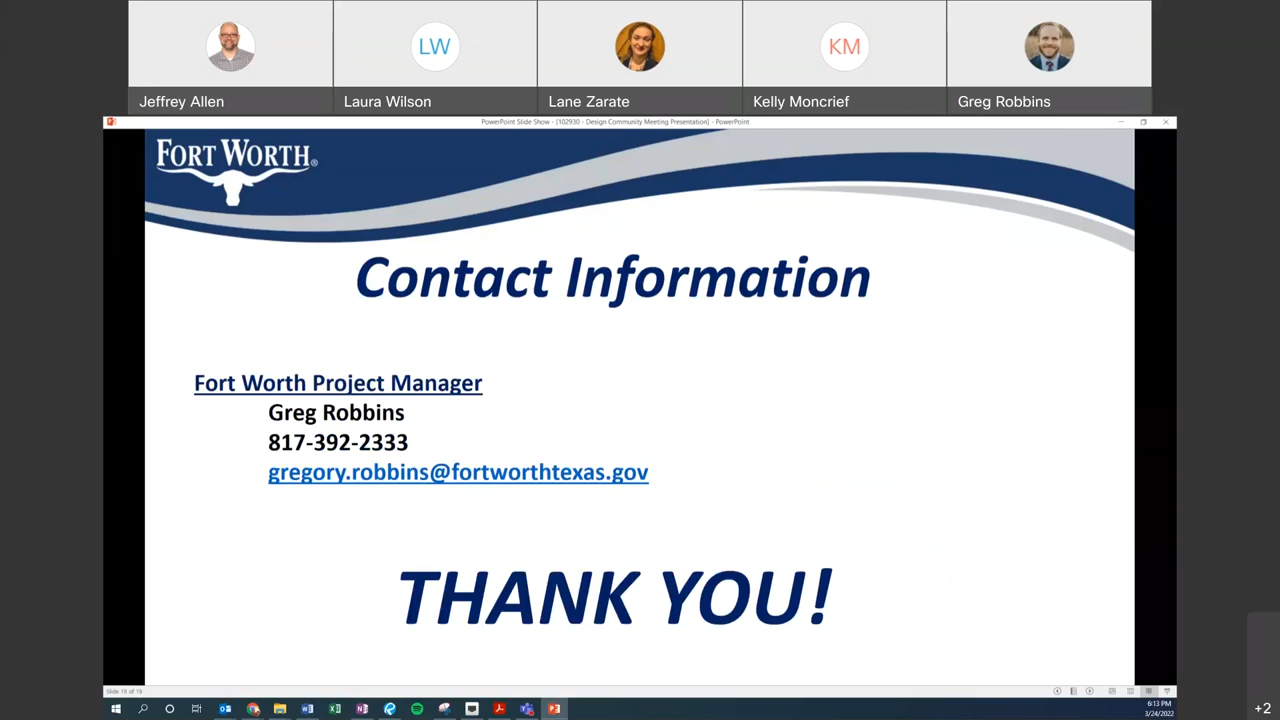 LW
KM
Jeffrey Allen
Laura Wilson
Lane Zarate
Kelly Moncrief
Greg Robbins
PowerPoint Slide Show - [102930 - Design Community Meeting Presentation] - PowerPoint
FORT WORTH®
Contact Information
Fort Worth Project Manager
Greg Robbins
817-392-2333
gregory.robbins@fortworthtexas.gov
THANK YOU!
6:13 PM
3/24/2022
+2